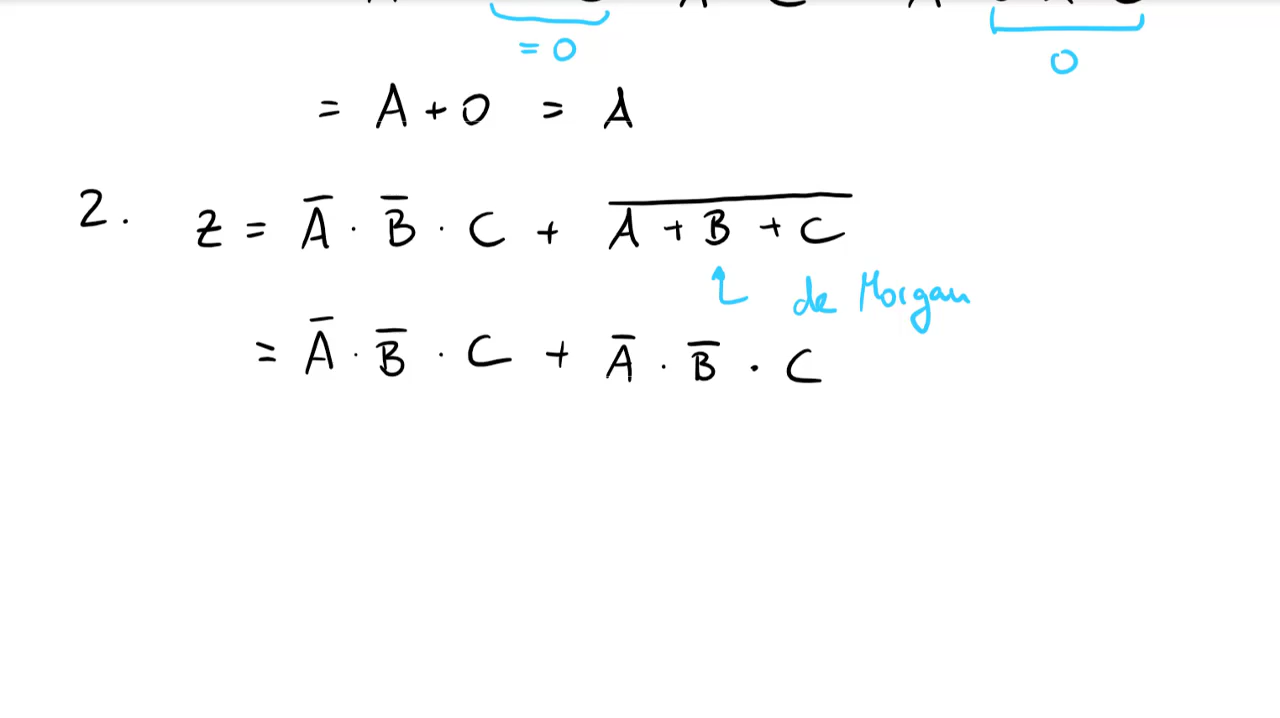 = 0
0
= A + 0 = A
2. Z = A̅ · B̅ · C + A̅ ̅+̅ ̅B̅ ̅+̅ ̅C̅
de Morgan
= A̅ · B̅ · C + A̅ · B̅ · C